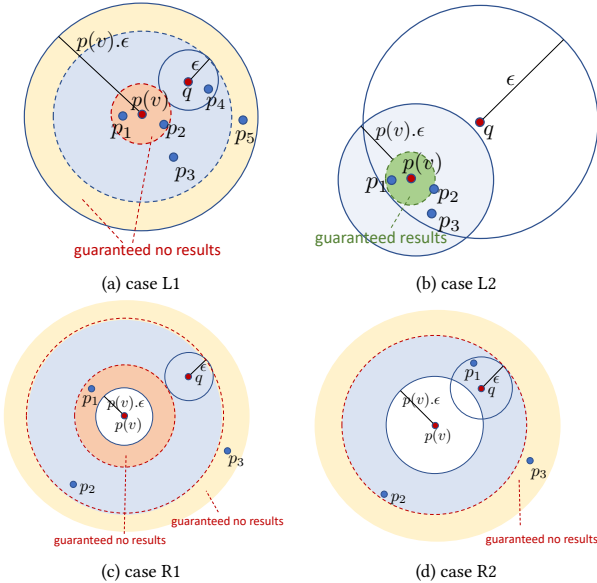 p(v).ϵ
ϵ
q
p(v)
p₁
p₂
p₃
p₄
p₅
guaranteed no results
(a) case L1
ϵ
q
p(v).ϵ
p(v)
p₁
p₂
p₃
guaranteed results
(b) case L2
ϵ
q
p₁
p(v).ϵ
p(v)
p₂
p₃
guaranteed no results
guaranteed no results
(c) case R1
p₁
ϵ
q
p(v).ϵ
p(v)
p₂
p₃
guaranteed no results
(d) case R2